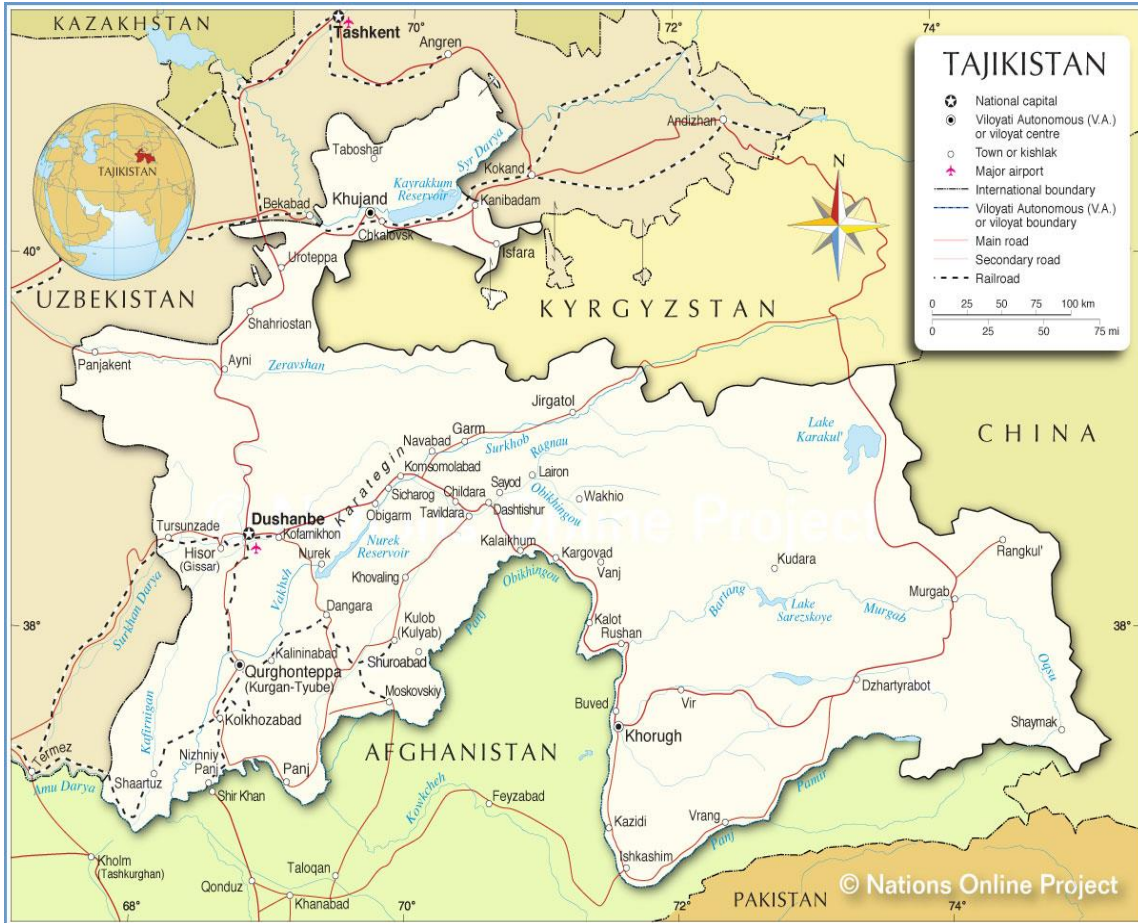 KAZAKHSTAN
70
72
74
Tashkent
Angren
TAJIKISTAN
National capital
Viloyati Autonomous (V.A.)
or viloyat centre
Town or kishlak
Major airport
International boundary
Viloyati Autonomous (V.A.)
or viloyat boundary
Main road
Secondary road
Railroad
0 25 50 75 100 km
0 25 50 75 mi
TAJIKISTAN
Andizhan
Taboshar
Syr Darya
Kokand
N
Kayrakkum
Reservoir
Khujand
Bekabad
Kanibadam
Chkalovsk
Isfara
40°
40°
Uroteppa
UZBEKISTAN
KYRGYZSTAN
Shahriostan
Panjakent
Ayni
Zeravshan
Jirgatol
Lake
Karakul'
CHINA
Garm
Navabad
Surkhob
Ragnau
Karategin
Komsomolabad
Lairon
Sicharog
Childara
Sayod
Obikhingou
Wakhio
© Nations Online Project
Obigarm
Tavildara
Dashtishur
Tursunzade
Dushanbe
Kofarnikhon
Nurek
Reservoir
Hisor
(Gissar)
Nurek
Kalaikhum
Kargovad
Vanj
Kudara
Rangkul'
Surkhan Darya
Vakhsh
Khovaling
Obikhingou
Panj
Bartang
Lake
Sarezskoye
Murgab
Murgab
Dangara
Kulob
(Kulyab)
Kalot
Rushan
38°
38°
Kalininabad
Shuroabad
Qurghonteppa
(Kurgan-Tyube)
Oqsu
Dzhartyrabot
Moskovskiy
Buved
Vir
Kafirnigan
Kolkhozabad
Khorugh
Shaymak
AFGHANISTAN
Termez
Nizhniy
Panj
Panj
Pamir
Amu Darya
Shaartuz
Shir Khan
Kowkcheh
Feyzabad
Kazidi
Vrang
Panj
Kholm
(Tashkurghan)
Taloqan
Ishkashim
Qonduz
Khanabad
PAKISTAN
© Nations Online Project
68°
70
72
74